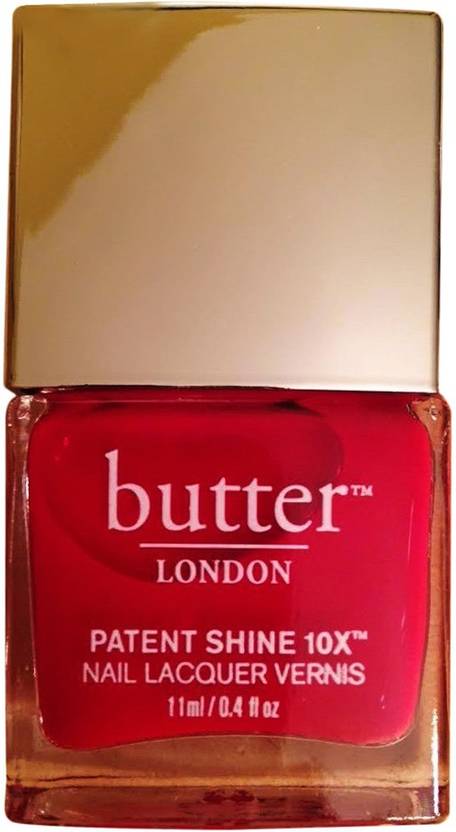 butter™
LONDON
PATENT SHINE 10X™
NAIL LACQUER VERNIS
11ml/0.4 fl oz